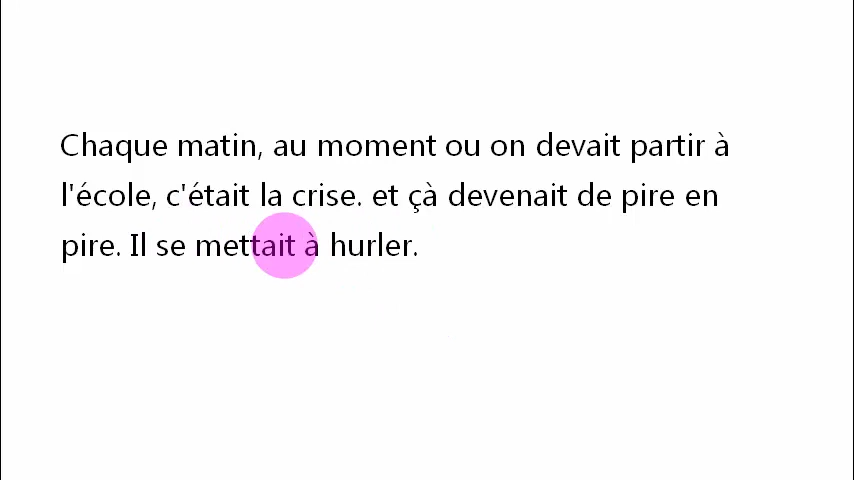 Chaque matin, au moment ou on devait partir à
l'école, c'était la crise. et çà devenait de pire en
pire. Il se mettait à hurler.